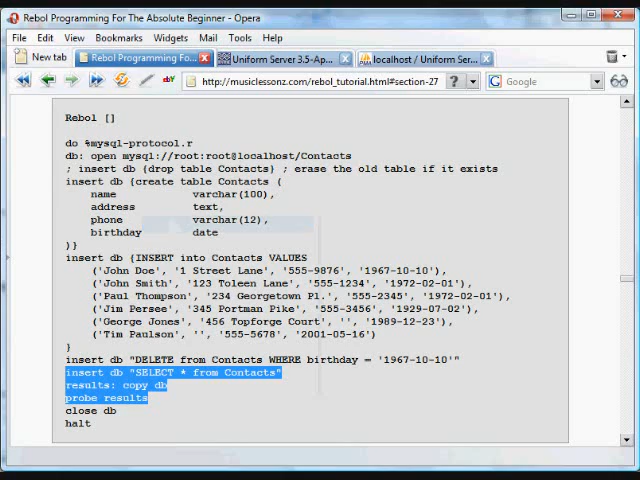 Rebol Programming For The Absolute Beginner - Opera
File Edit View Bookmarks Widgets Mail Tools Help
New tab Rebol Programming Fo... Uniform Server 3.5-Ap... localhost / Uniform Serv...
http://musiclessonz.com/rebol_tutorial.html#section-27 ? Google
Rebol []
do %mysql-protocol.r
db: open mysql://root:root@localhost/Contacts
; insert db {drop table Contacts} ; erase the old table if it exists
insert db {create table Contacts (
name varchar(100),
address text,
phone varchar(12),
birthday date
)}
insert db {INSERT into Contacts VALUES
('John Doe', '1 Street Lane', '555-9876', '1967-10-10'),
('John Smith', '123 Toleen Lane', '555-1234', '1972-02-01'),
('Paul Thompson', '234 Georgetown Pl.', '555-2345', '1972-02-01'),
('Jim Persee', '345 Portman Pike', '555-3456', '1929-07-02'),
('George Jones', '456 Topforge Court', '', '1989-12-23'),
('Tim Paulson', '', '555-5678', '2001-05-16')
}
insert db "DELETE from Contacts WHERE birthday = '1967-10-10'"
insert db "SELECT * from Contacts"
results: copy db
probe results
close db
halt